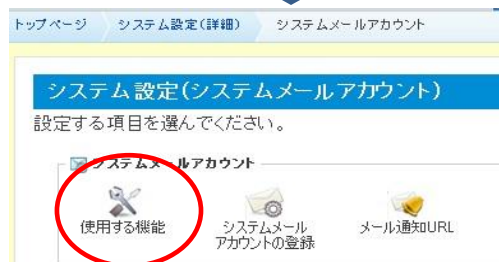 トップページ システム設定(詳細) システムメールアカウント
システム設定(システムメールアカウント)
設定する項目を選んでください。
システムメールアカウント
使用する機能 システムメール アカウントの登録 メール通知URL